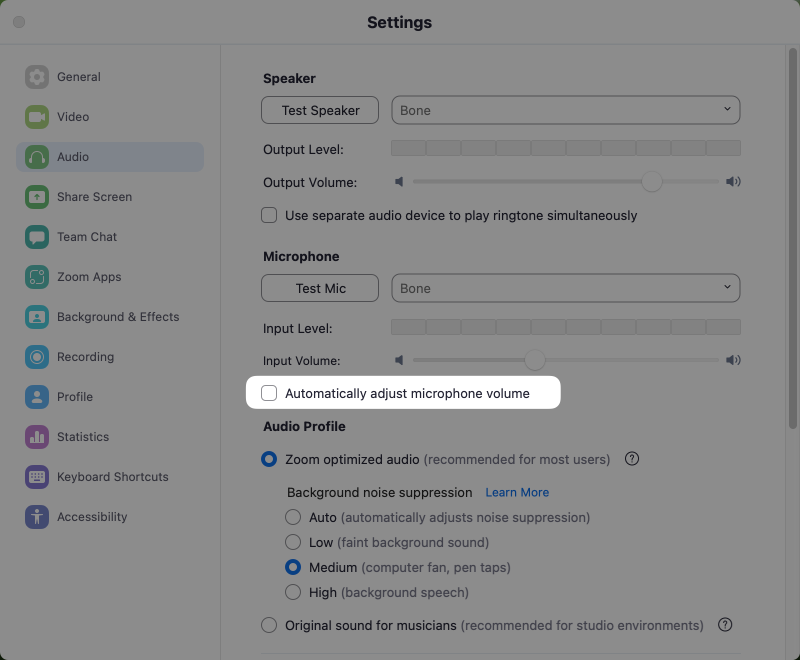 Settings
General
Video
Audio
Share Screen
Team Chat
Zoom Apps
Background & Effects
Recording
Profile
Statistics
Keyboard Shortcuts
Accessibility
Speaker
Test Speaker
Bone
Output Level:
Output Volume:
Use separate audio device to play ringtone simultaneously
Microphone
Test Mic
Bone
Input Level:
Input Volume:
Automatically adjust microphone volume
Audio Profile
Zoom optimized audio (recommended for most users) ?
Background noise suppression Learn More
Auto (automatically adjusts noise suppression)
Low (faint background sound)
Medium (computer fan, pen taps)
High (background speech)
Original sound for musicians (recommended for studio environments) ?